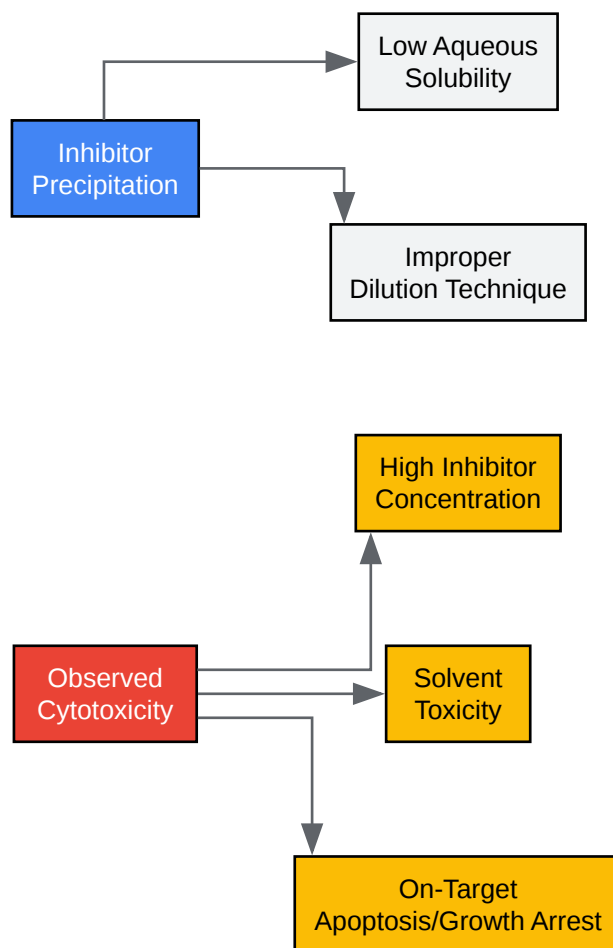 Low Aqueous
Solubility
Inhibitor
Precipitation
Improper
Dilution Technique
High Inhibitor
Concentration
Observed
Cytotoxicity
Solvent
Toxicity
On-Target
Apoptosis/Growth Arrest